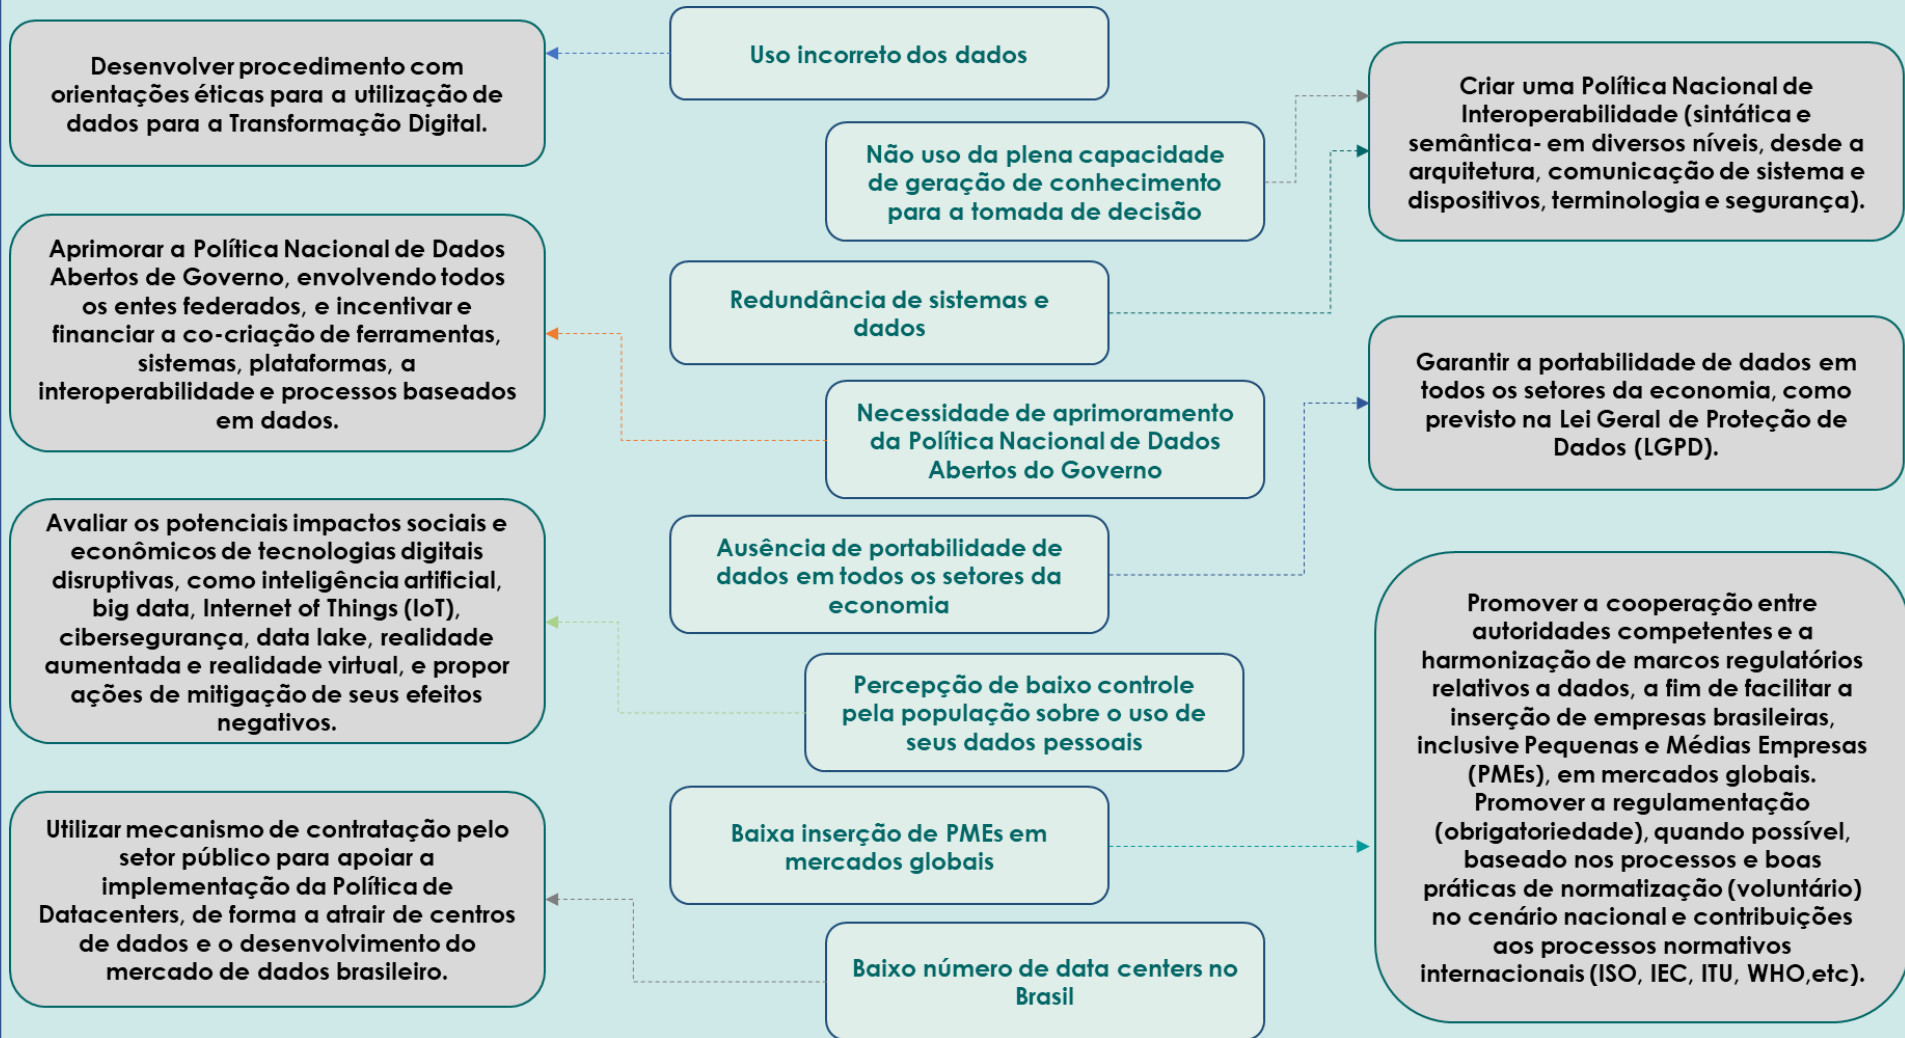 Desenvolver procedimento com
orientações éticas para a utilização de
dados para a Transformação Digital.
Aprimorar a Política Nacional de Dados
Abertos de Governo, envolvendo todos
os entes federados, e incentivar e
financiar a co-criação de ferramentas,
sistemas, plataformas, a
interoperabilidade e processos baseados
em dados.
Avaliar os potenciais impactos sociais e
econômicos de tecnologias digitais
disruptivas, como inteligência artificial,
big data, Internet of Things (IoT),
cibersegurança, data lake, realidade
aumentada e realidade virtual, e propor
ações de mitigação de seus efeitos
negativos.
Utilizar mecanismo de contratação pelo
setor público para apoiar a
implementação da Política de
Datacenters, de forma a atrair de centros
de dados e o desenvolvimento do
mercado de dados brasileiro.
Uso incorreto dos dados
Não uso da plena capacidade
de geração de conhecimento
para a tomada de decisão
Redundância de sistemas e
dados
Necessidade de aprimoramento
da Política Nacional de Dados
Abertos do Governo
Ausência de portabilidade de
dados em todos os setores da
economia
Percepção de baixo controle
pela população sobre o uso de
seus dados pessoais
Baixa inserção de PMEs em
mercados globais
Baixo número de data centers no
Brasil
Criar uma Política Nacional de
Interoperabilidade (sintática e
semântica- em diversos níveis, desde a
arquitetura, comunicação de sistema e
dispositivos, terminologia e segurança).
Garantir a portabilidade de dados em
todos os setores da economia, como
previsto na Lei Geral de Proteção de
Dados (LGPD).
Promover a cooperação entre
autoridades competentes e a
harmonização de marcos regulatórios
relativos a dados, a fim de facilitar a
inserção de empresas brasileiras,
inclusive Pequenas e Médias Empresas
(PMEs), em mercados globais.
Promover a regulamentação
(obrigatoriedade), quando possível,
baseado nos processos e boas
práticas de normatização (voluntário)
no cenário nacional e contribuições
aos processos normativos
internacionais (ISO, IEC, ITU, WHO,etc).